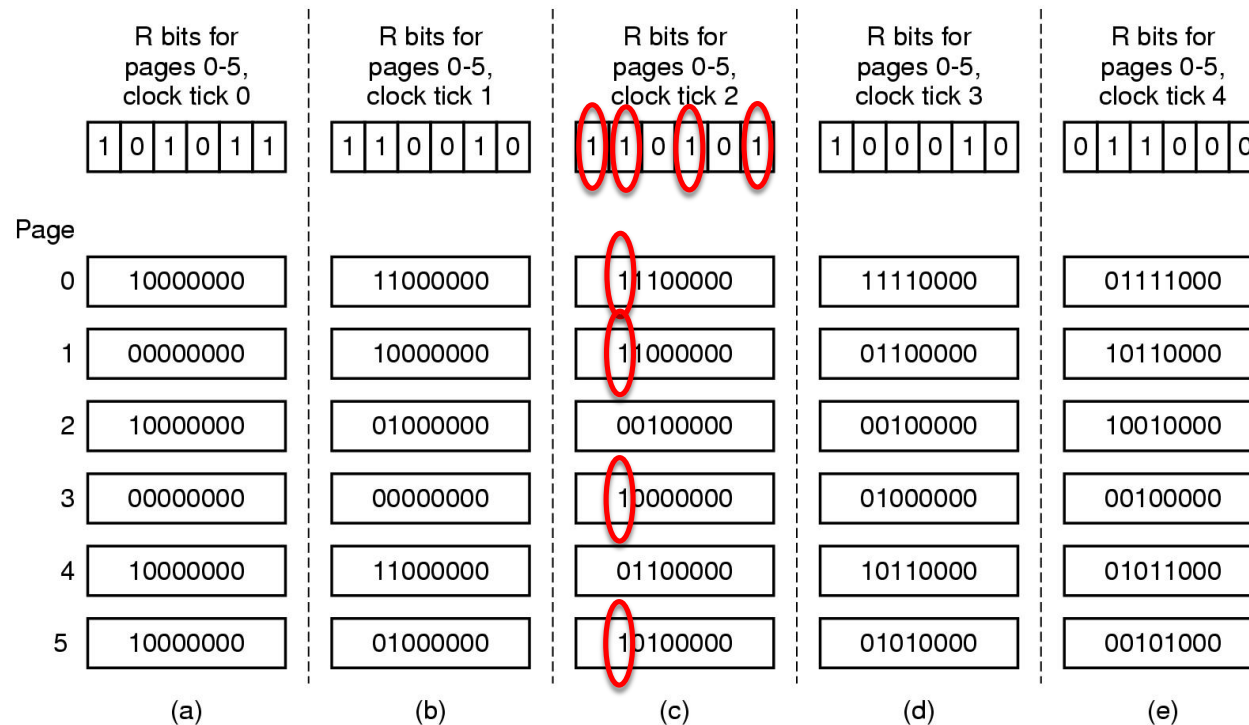 R bits for pages 0-5, clock tick 0
R bits for pages 0-5, clock tick 1
R bits for pages 0-5, clock tick 2
R bits for pages 0-5, clock tick 3
R bits for pages 0-5, clock tick 4
1 0 1 0 1 1
1 1 0 0 1 0
1 1 0 1 0 1
1 0 0 0 1 0
0 1 1 0 0 0
Page
0 10000000 11000000 11100000 11110000 01111000
1 00000000 10000000 11000000 01100000 10110000
2 10000000 01000000 00100000 00100000 10010000
3 00000000 00000000 10000000 01000000 00100000
4 10000000 11000000 01100000 10110000 01011000
5 10000000 01000000 10100000 01010000 00101000
(a) (b) (c) (d) (e)